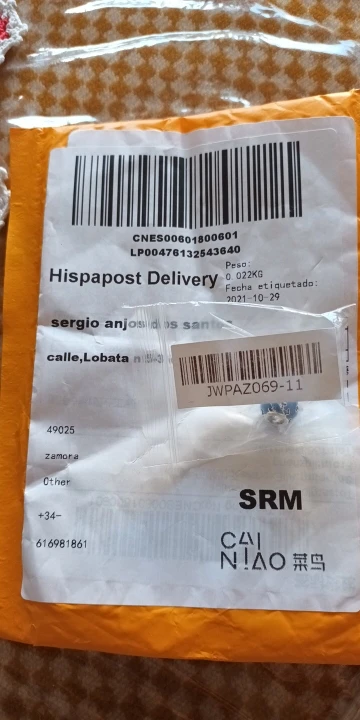 CNES00601800601
LP00476132543640
Hispapost Delivery
Peso:
0.022KG
Fecha etiquetado:
2021-10-29
sergio anjos dos
calle,Lobata
JWPAZ069-11
49025
zamora
Other
+34-
616981861
SRM
CAI
NIAO 菜鸟